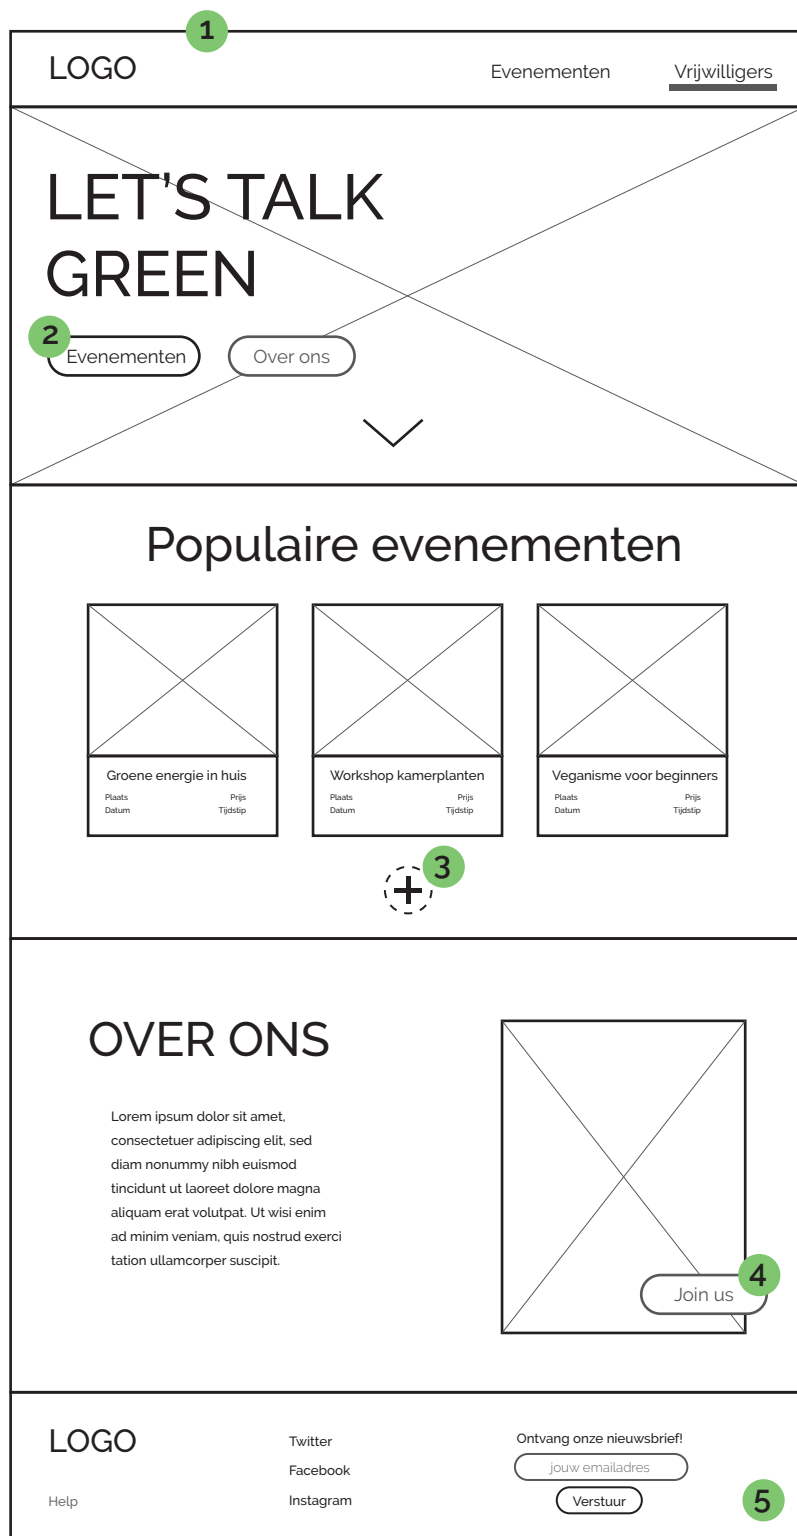 1
LOGO
Evenementen
Vrijwilligers
LET'S TALK
GREEN
2
Evenementen
Over ons
Populaire evenementen
Groene energie in huis
Plaats Prijs
Datum Tijdstip
Workshop kamerplanten
Plaats Prijs
Datum Tijdstip
Veganisme voor beginners
Plaats Prijs
Datum Tijdstip
3
OVER ONS
Lorem ipsum dolor sit amet,
consectetuer adipiscing elit, sed
diam nonummy nibh euismod
tincidunt ut laoreet dolore magna
aliquam erat volutpat. Ut wisi enim
ad minim veniam, quis nostrud exerci
tation ullamcorper suscipit.
4
Join us
LOGO
Help
Twitter
Facebook
Instagram
Ontvang onze nieuwsbrief!
jouw emailadres
Verstuur
5